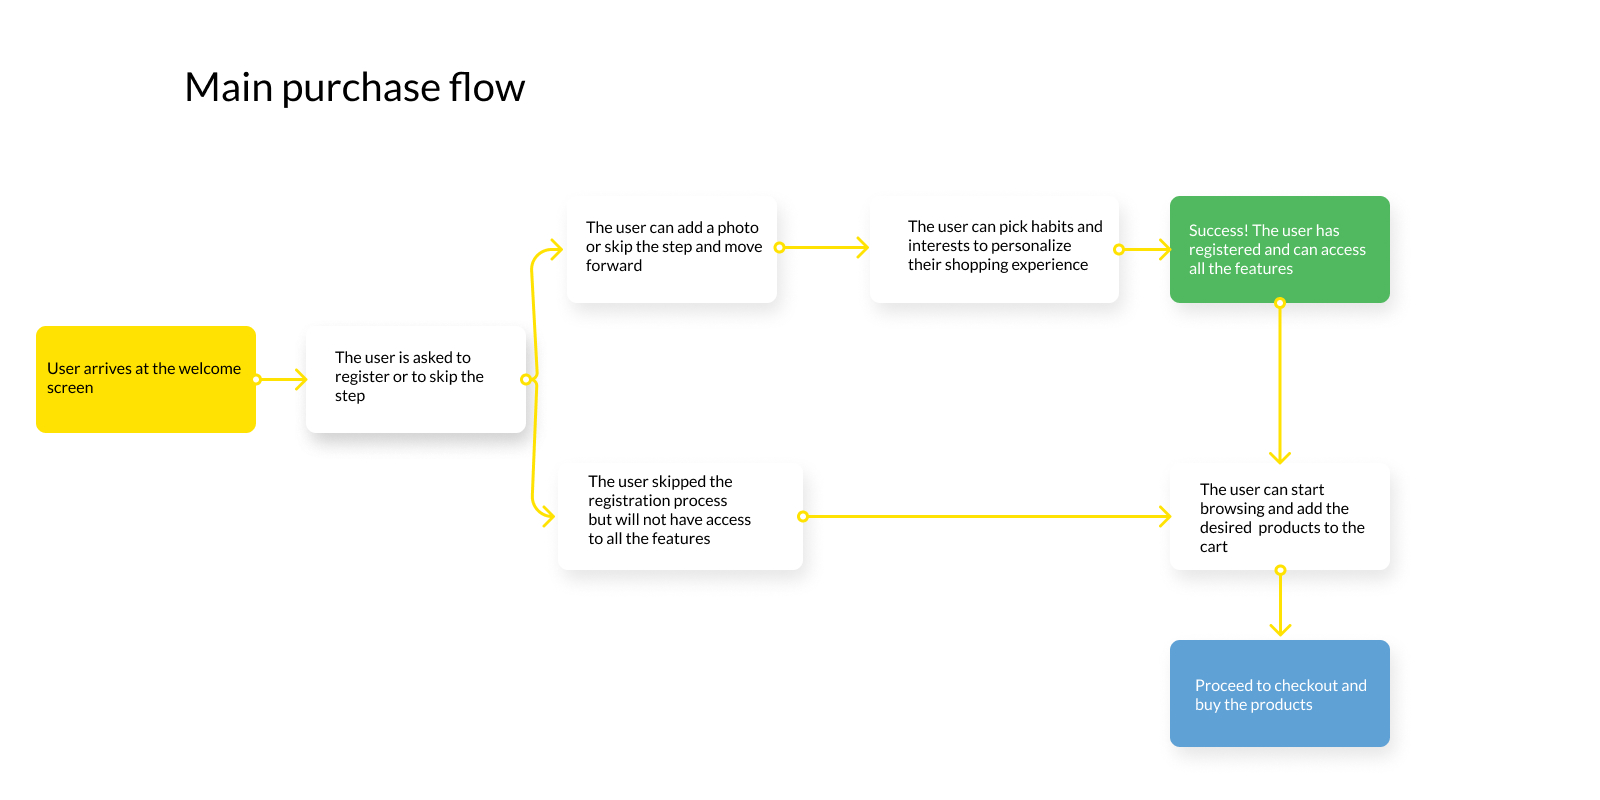 Main purchase flow
User arrives at the welcome
screen
The user is asked to
register or to skip the
step
The user can add a photo
or skip the step and move
forward
The user can pick habits and
interests to personalize
their shopping experience
Success! The user has
registered and can access
all the features
The user skipped the
registration process
but will not have access
to all the features
The user can start
browsing and add the
desired  products to the
cart
Proceed to checkout and
buy the products